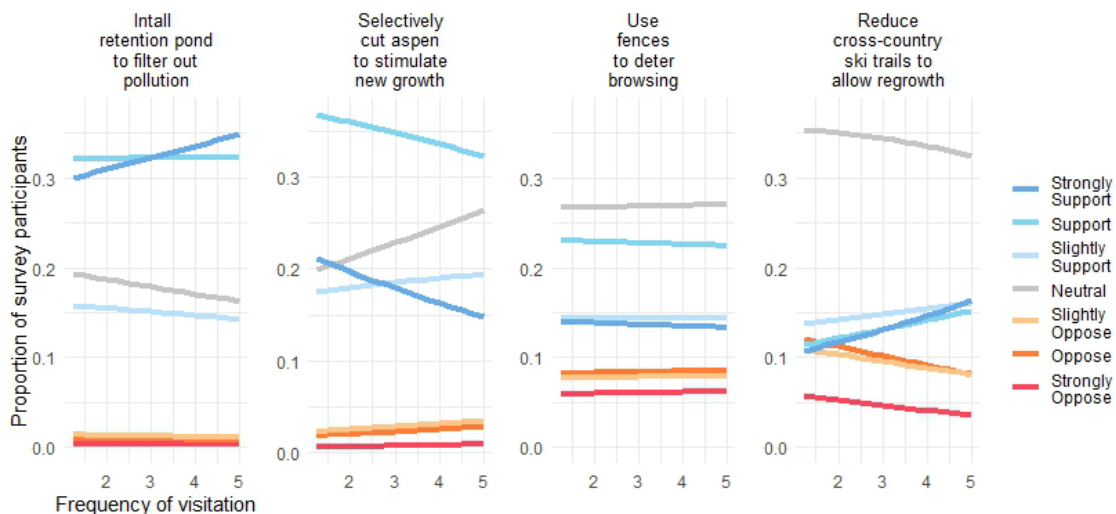 Intall
retention pond
to filter out
pollution
Selectively
cut aspen
to stimulate
new growth
Use
fences
to deter
browsing
Reduce
cross-country
ski trails to
allow regrowth
Proportion of survey participants
0.3
0.2
0.1
0.0
2 3 4 5
0.3
0.2
0.1
0.0
2 3 4 5
0.3
0.2
0.1
0.0
2 3 4 5
0.3
0.2
0.1
0.0
2 3 4 5
Frequency of visitation
Strongly
Support
Support
Slightly
Support
Neutral
Slightly
Oppose
Oppose
Strongly
Oppose